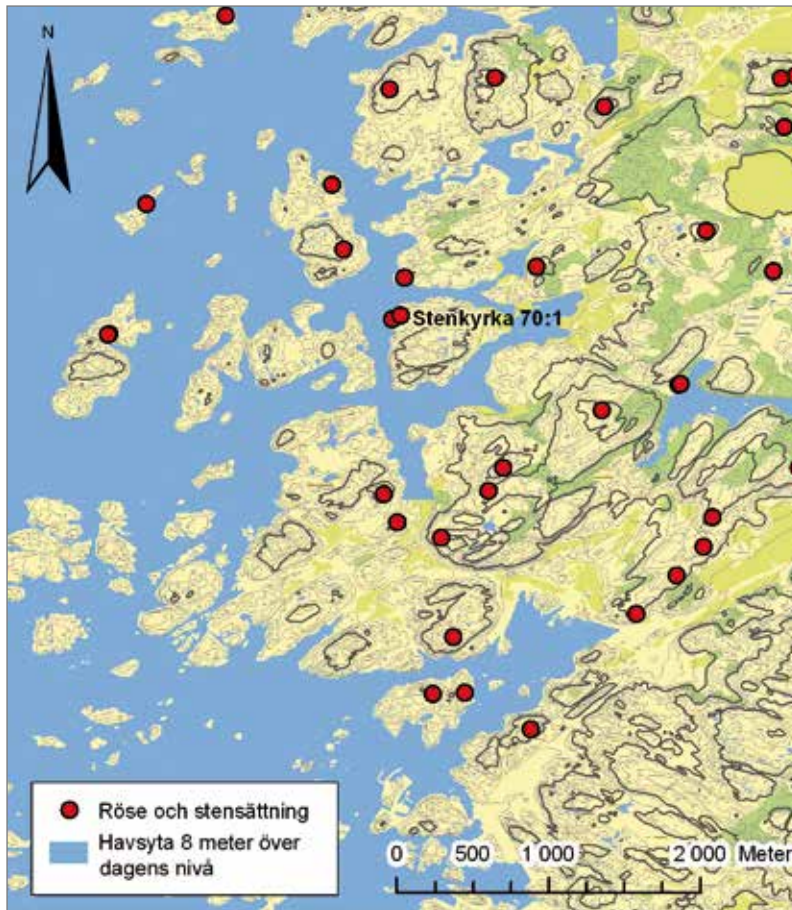 N
Stenkyrka 70:1
Röse och stensättning
Havsyta 8 meter över
dagens nivå
0 500 1 000 2 000 Meter